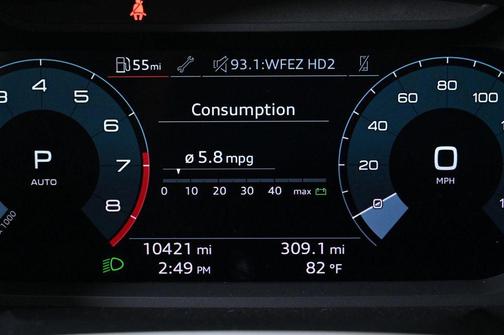 55mi
93.1:WFEZ HD2
Consumption
ø 5.8 mpg
0 10 20 30 40 max
3 4 5 6 7 8
P
AUTO
x 1000
0 20 40 60 80 100
0
MPH
10421 mi
309.1 mi
2:49 PM
82 °F